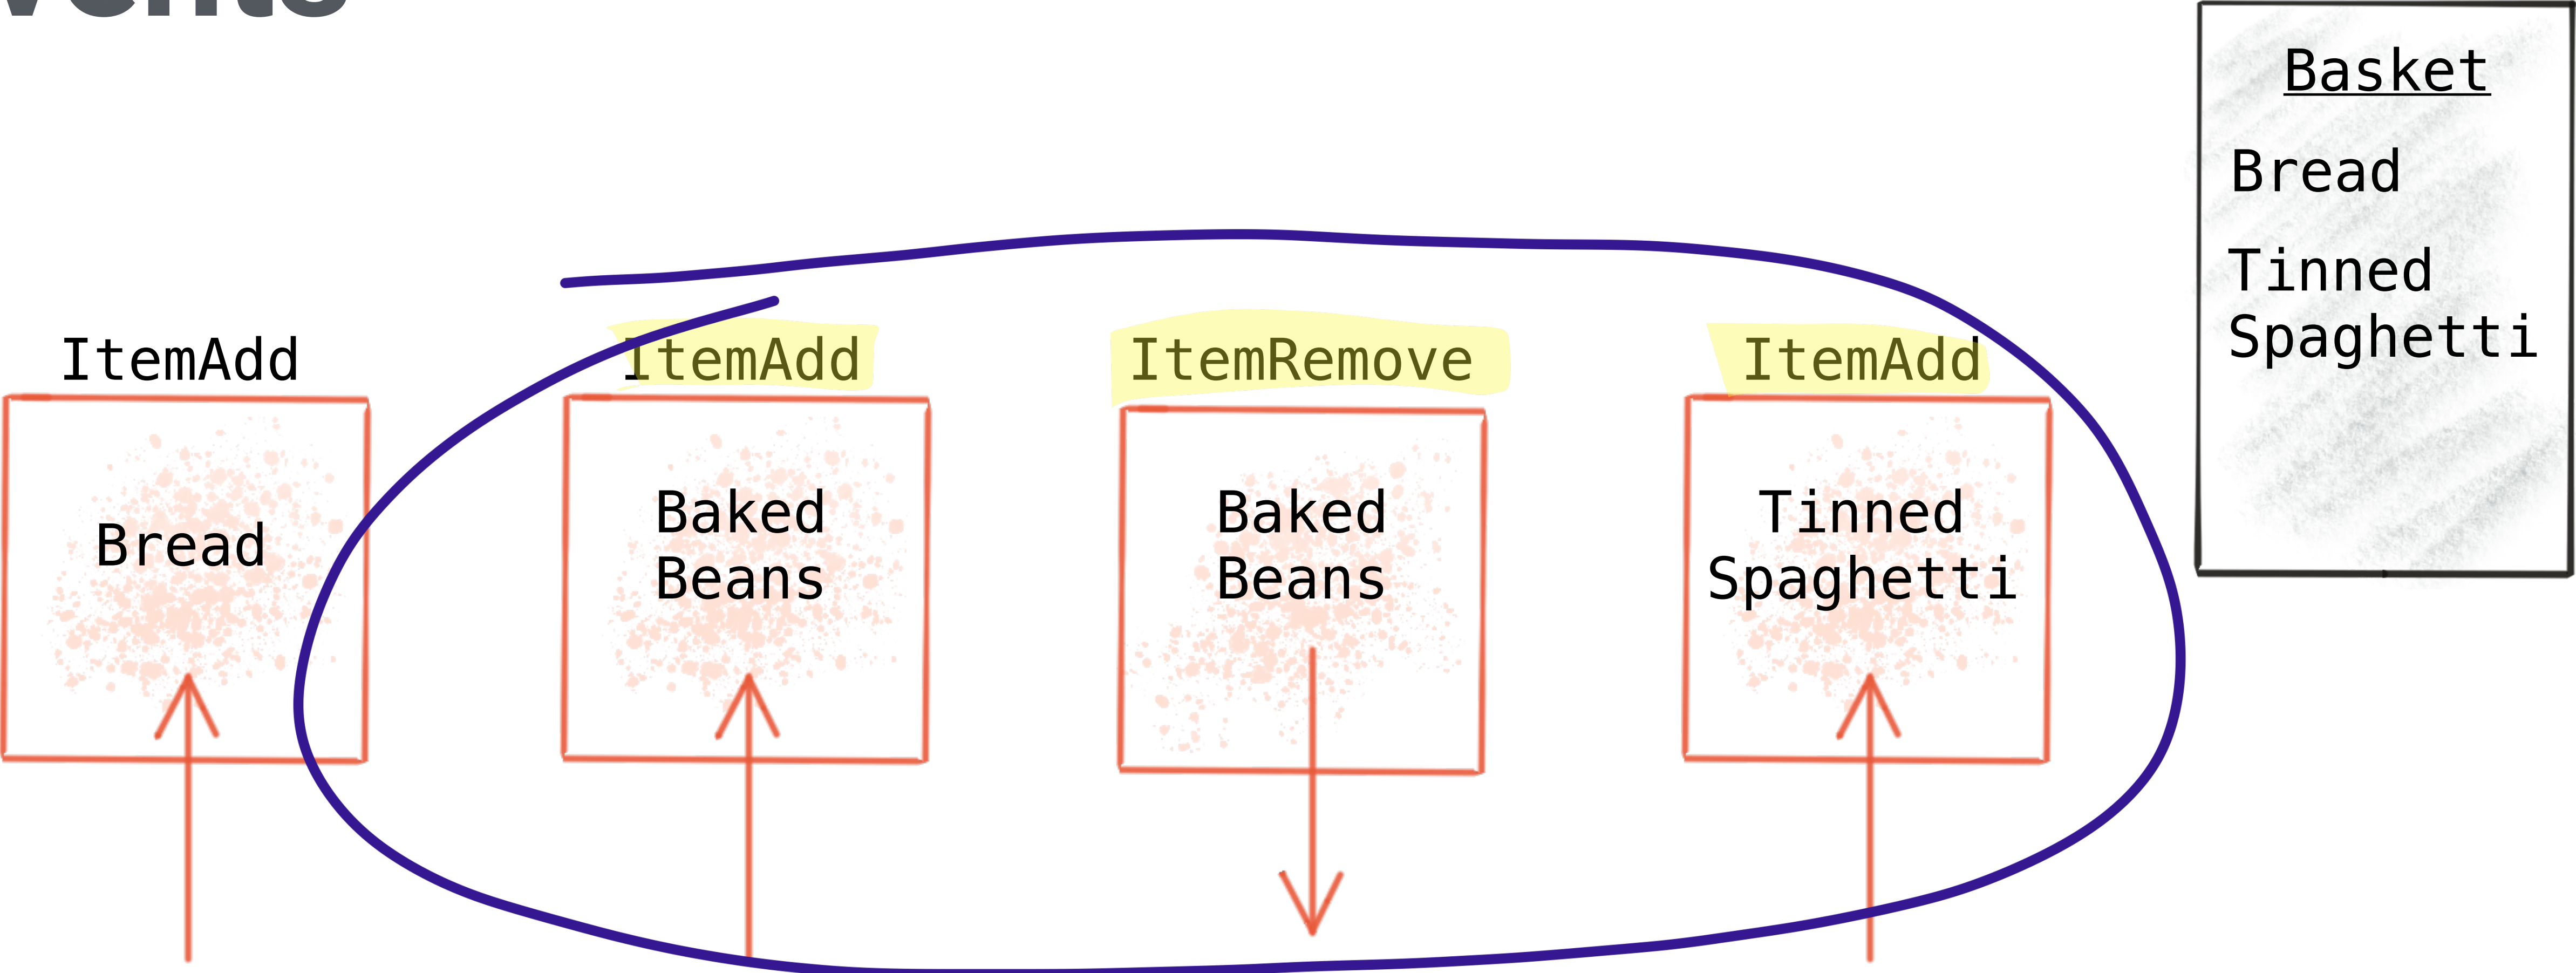 Basket
Bread
Tinned
Spaghetti
ItemAdd
ItemAdd
ItemRemove
ItemAdd
Bread
Baked
Beans
Baked
Beans
Tinned
Spaghetti